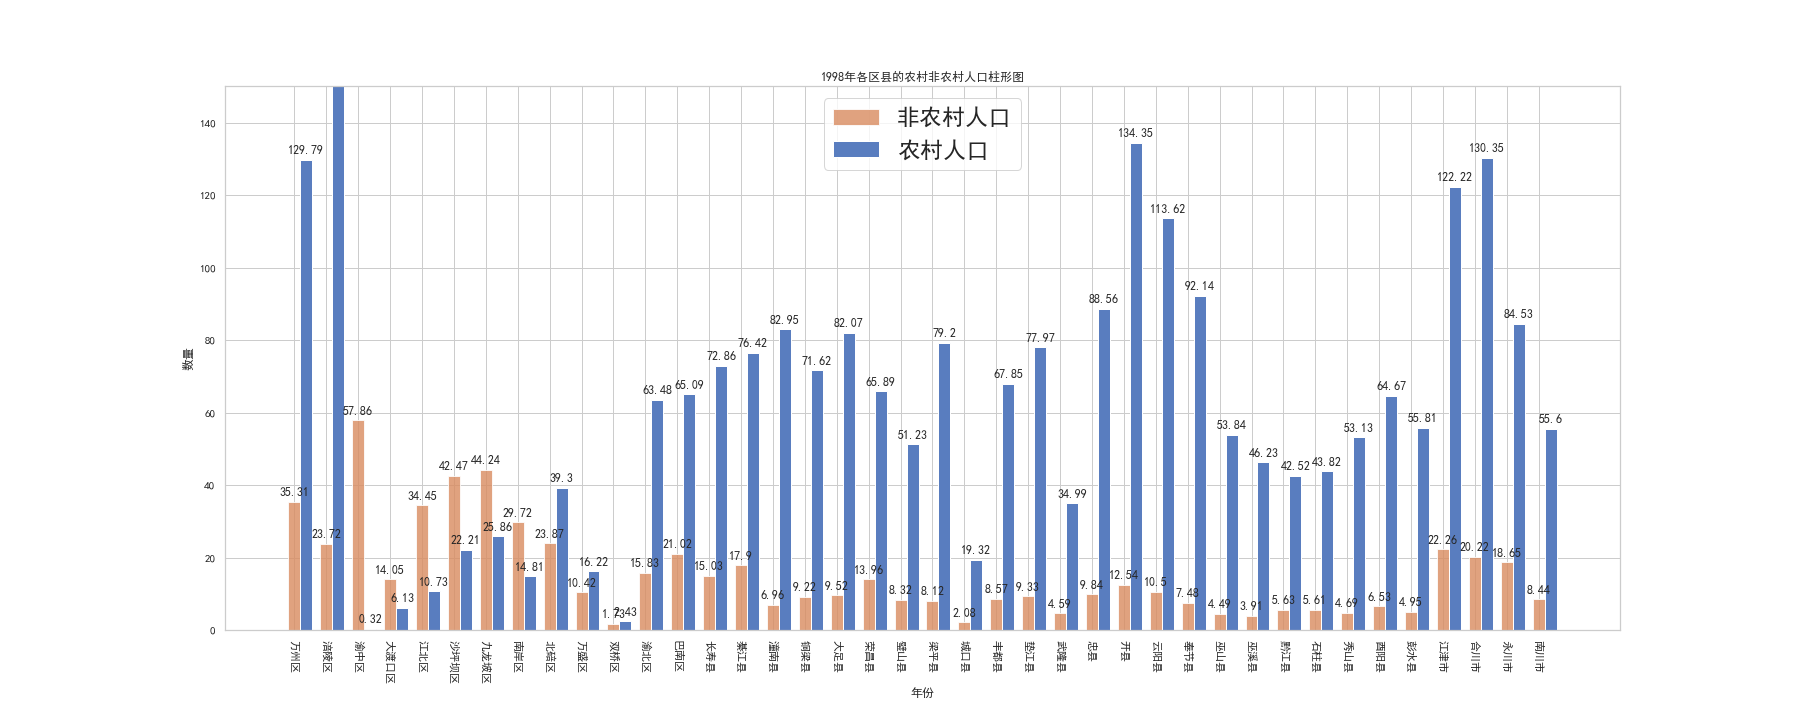 1998年各区县的农村非农村人口柱形图
非农村人口
农村人口
数量
140
120
100
80
60
40
20
0
35.31
23.72
57.86
14.05
34.45
42.47
44.24
29.72
23.87
10.42
1.73
15.83
21.02
15.03
17.9
6.96
9.22
9.52
13.96
8.32
8.12
2.08
8.57
9.33
4.59
9.84
12.54
10.5
7.48
4.49
3.91
5.63
5.61
4.69
6.53
4.95
22.26
20.22
18.65
8.44
129.79
0.32
6.13
10.73
22.21
25.86
14.81
39.3
16.22
2.43
63.48
65.09
72.86
76.42
82.95
71.62
82.07
65.89
51.23
79.2
19.32
67.85
77.97
34.99
88.56
134.35
113.62
92.14
53.84
46.23
42.52
43.82
53.13
64.67
55.81
122.22
130.35
84.53
55.6
万州区
涪陵区
渝中区
大渡口区
江北区
沙坪坝区
九龙坡区
南岸区
北碚区
万盛区
双桥区
渝北区
巴南区
长寿县
綦江县
潼南县
铜梁县
大足县
荣昌县
璧山县
梁平县
城口县
丰都县
垫江县
武隆县
忠县
开县
云阳县
奉节县
巫山县
巫溪县
黔江县
石柱县
秀山县
酉阳县
彭水县
江津市
合川市
永川市
南川市
年份